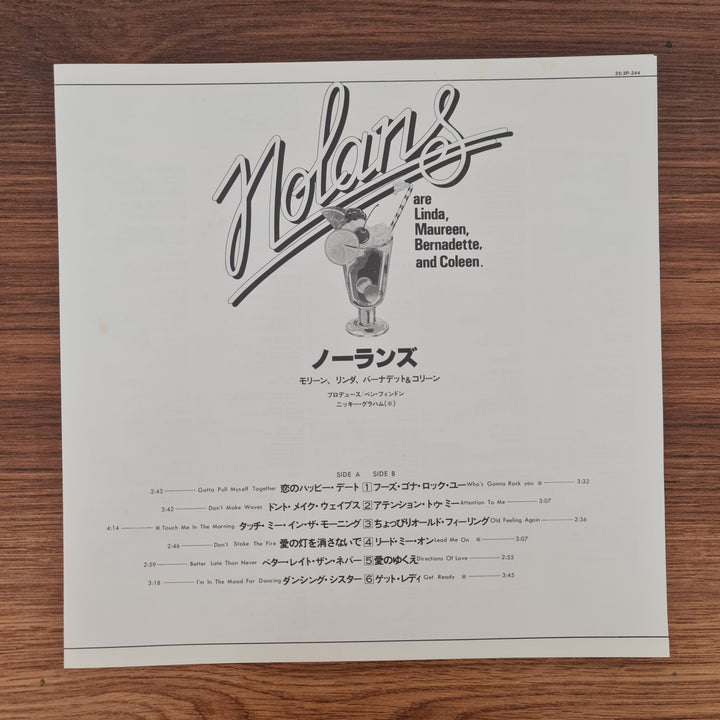 25·3P-244
Nolans
are
Linda,
Maureen,
Bernadette,
and Coleen.
ノーランズ
モリーン、リンダ、バーナデット&コリーン
プロデュース/ベン・フィンドン
ニッキー・グラハム(※)
SIDE A SIDE B
2:43 Gotta Pull Myself Together 恋のハッピー・デート 1 フーズ・ゴナ・ロック・ユー Who's Gonna Rock you ※ 3:32
3:42 Don't Make Waves ドント・メイク・ウェイブス 2 アテンション・トゥ・ミー Attention To Me 3:07
4:14 ※ Touch Me In The Morning タッチ・ミー・イン・ザ・モーニング 3 ちょっぴりオールド・フィーリング Old Feeling Again 2:36
2:46 Don't Stoke The Fire 愛の灯を消さないで 4 リード・ミー・オン Lead Me On ※ 3:07
2:59 Better Late Than Never ベター・レイト・ザン・ネバー 5 愛のゆくえ Directions Of Love 2:55
3:18 I'm In The Mood For Dancing ダンシング・シスター 6 ゲット・レディ Get Ready ※ 3:45